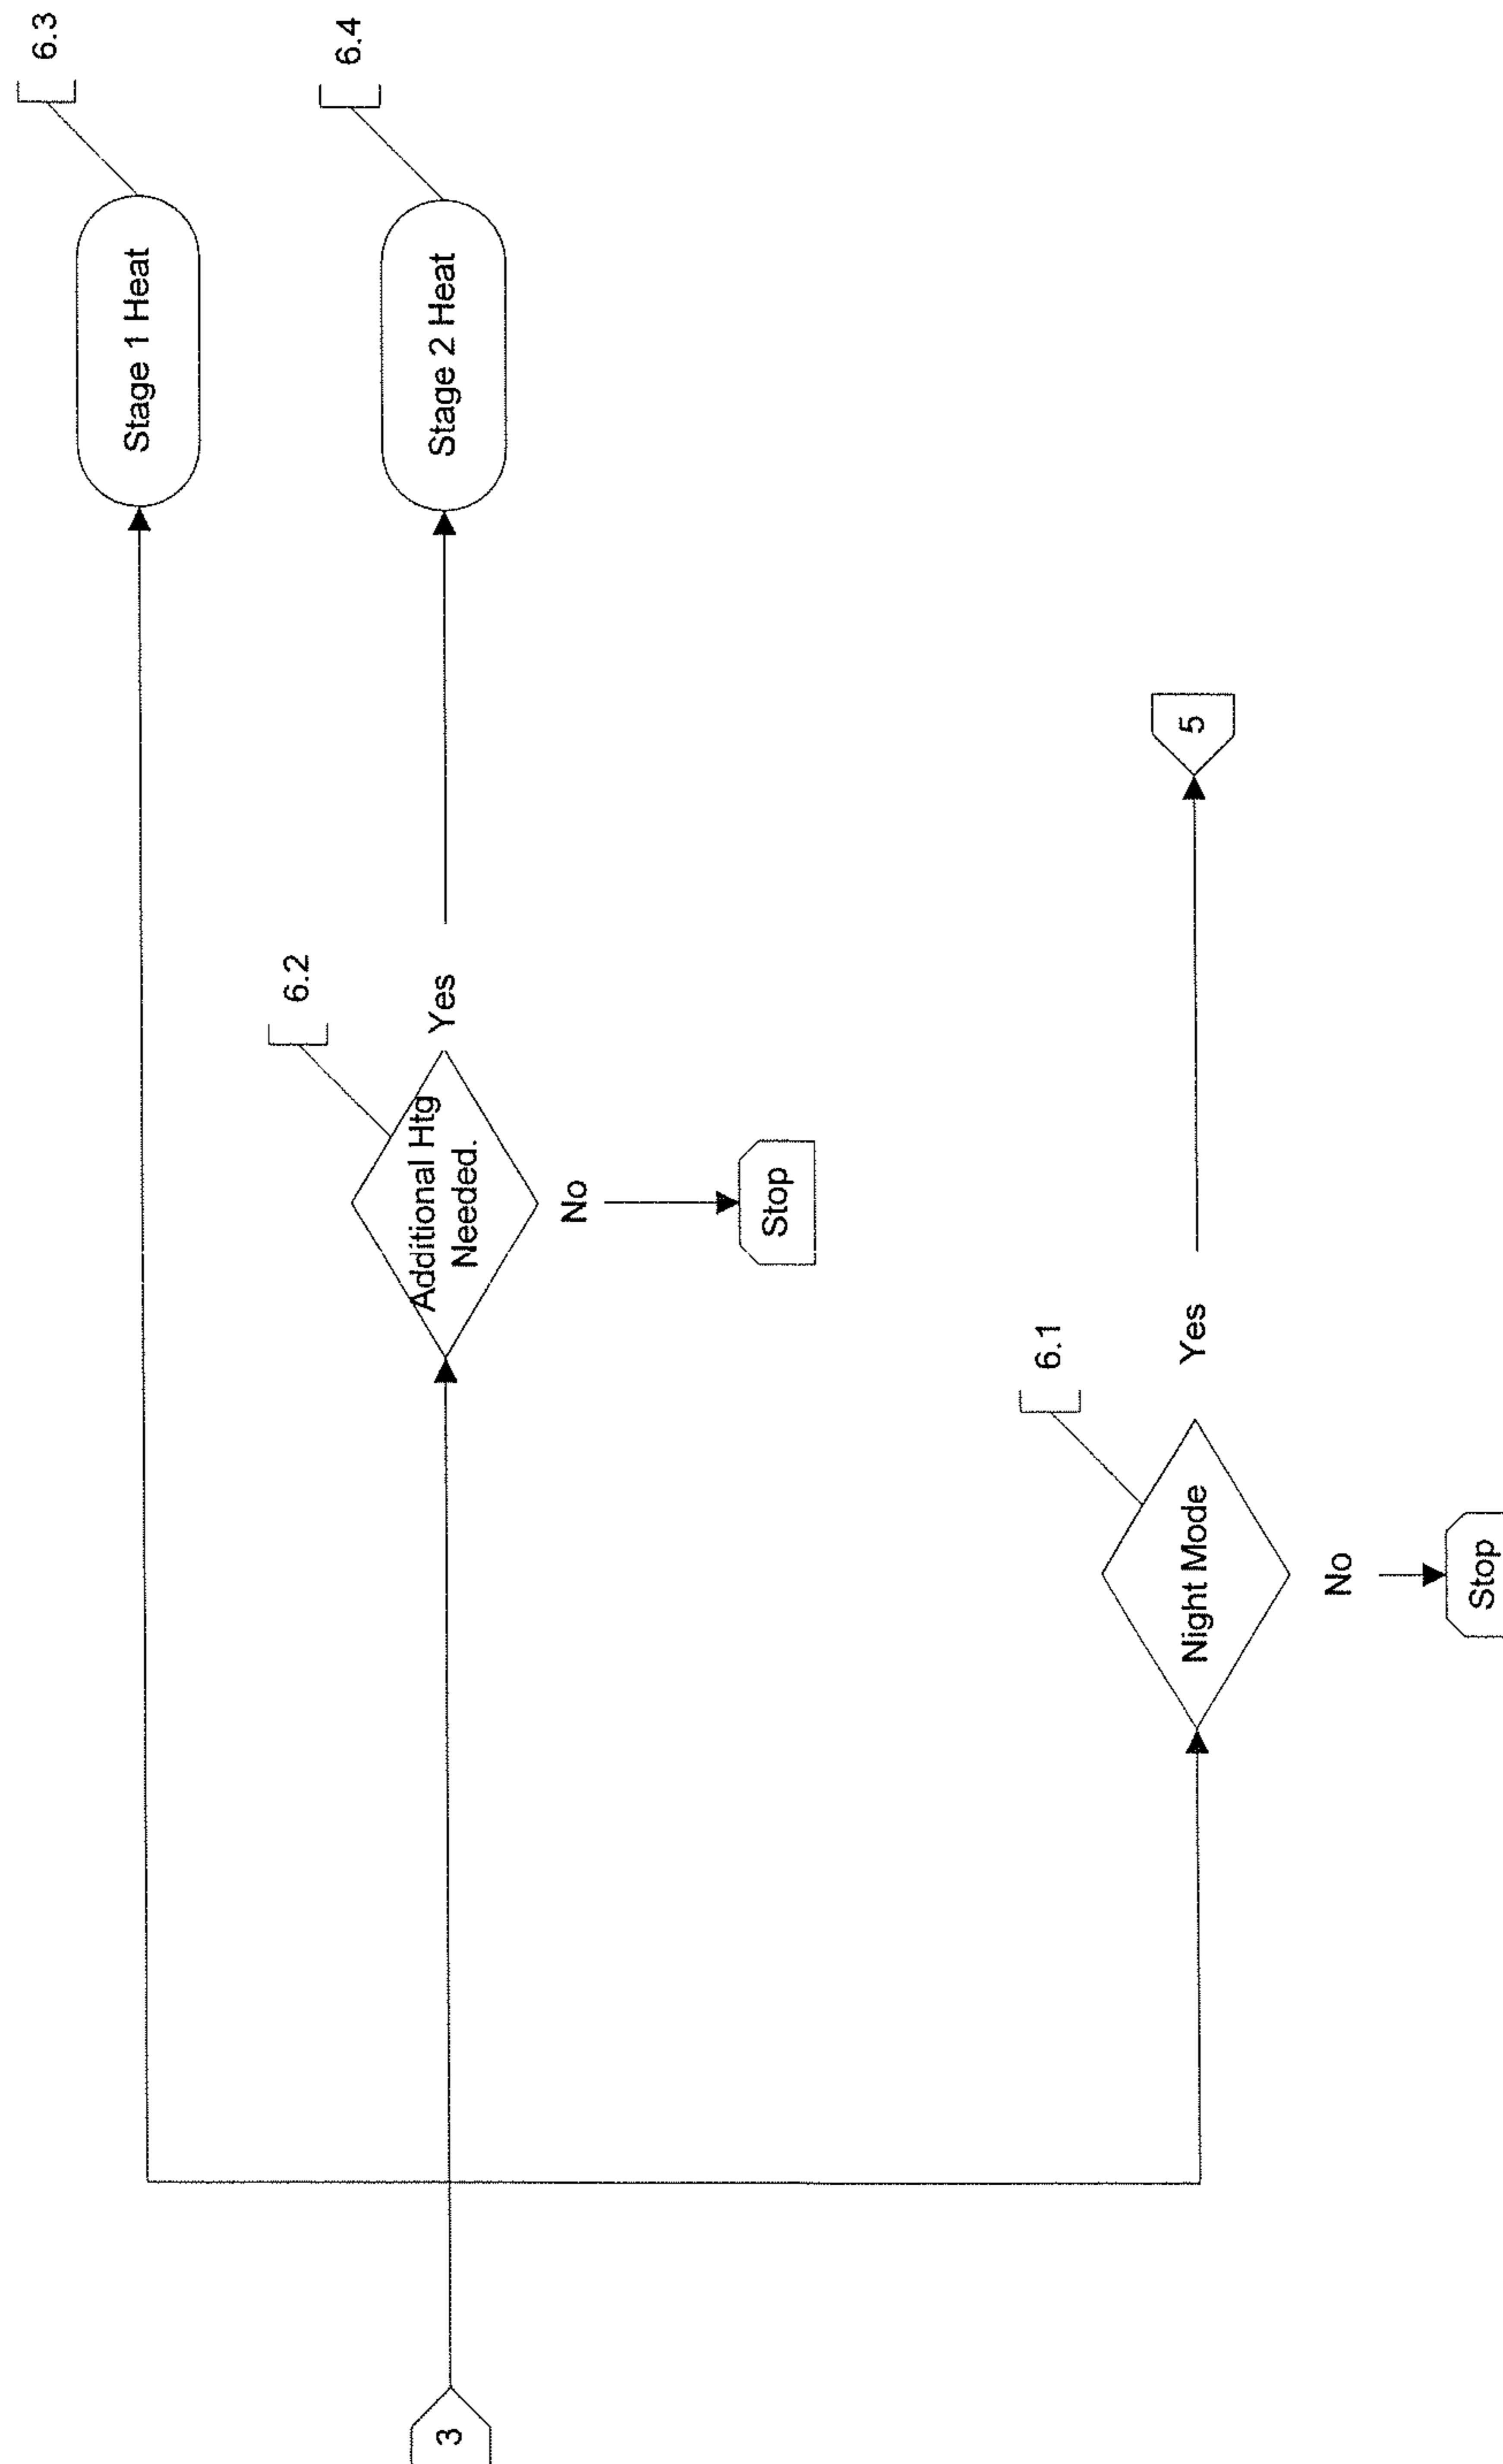 6.3
Stage 1 Heat
6.4
Stage 2 Heat
6.2
Additional Htg
Needed.
Yes
No
Stop
3
6.1
Night Mode
Yes
5
No
Stop